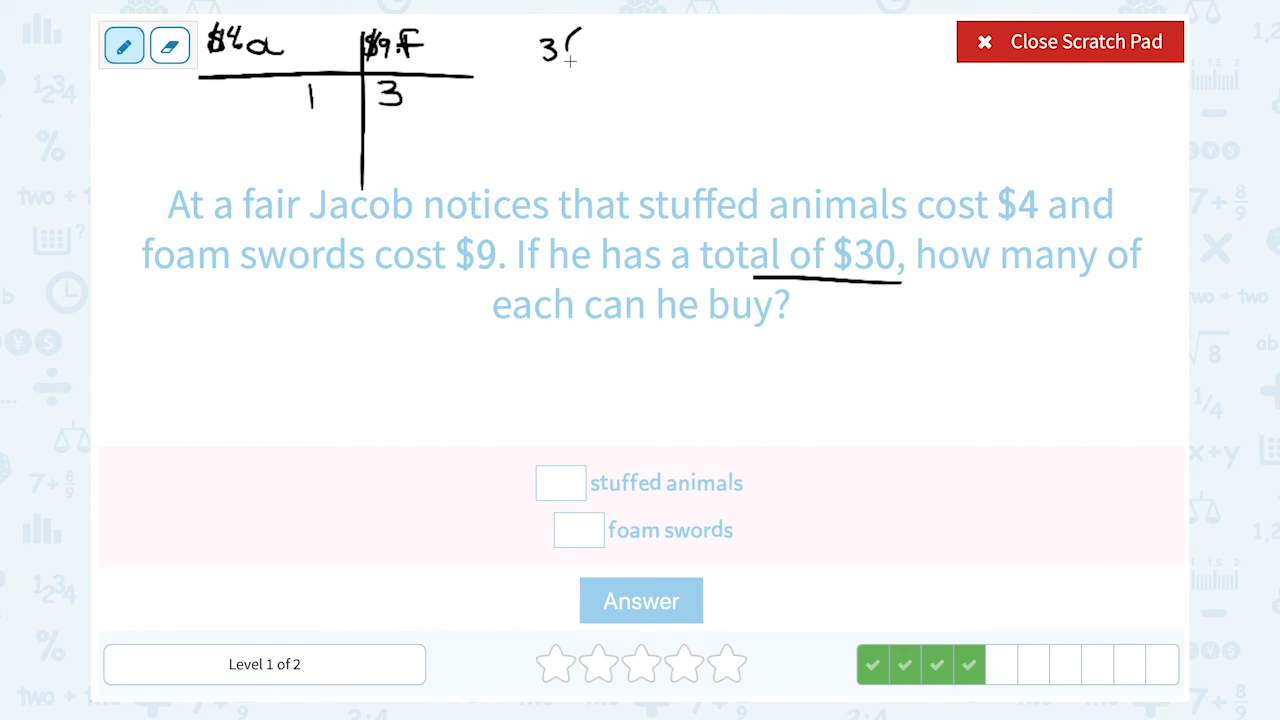 $4 a $9 F 3(
Close Scratch Pad
1 3
At a fair Jacob notices that stuffed animals cost $4 and
foam swords cost $9. If he has a total of $30, how many of
each can he buy?
stuffed animals
foam swords
Answer
Level 1 of 2